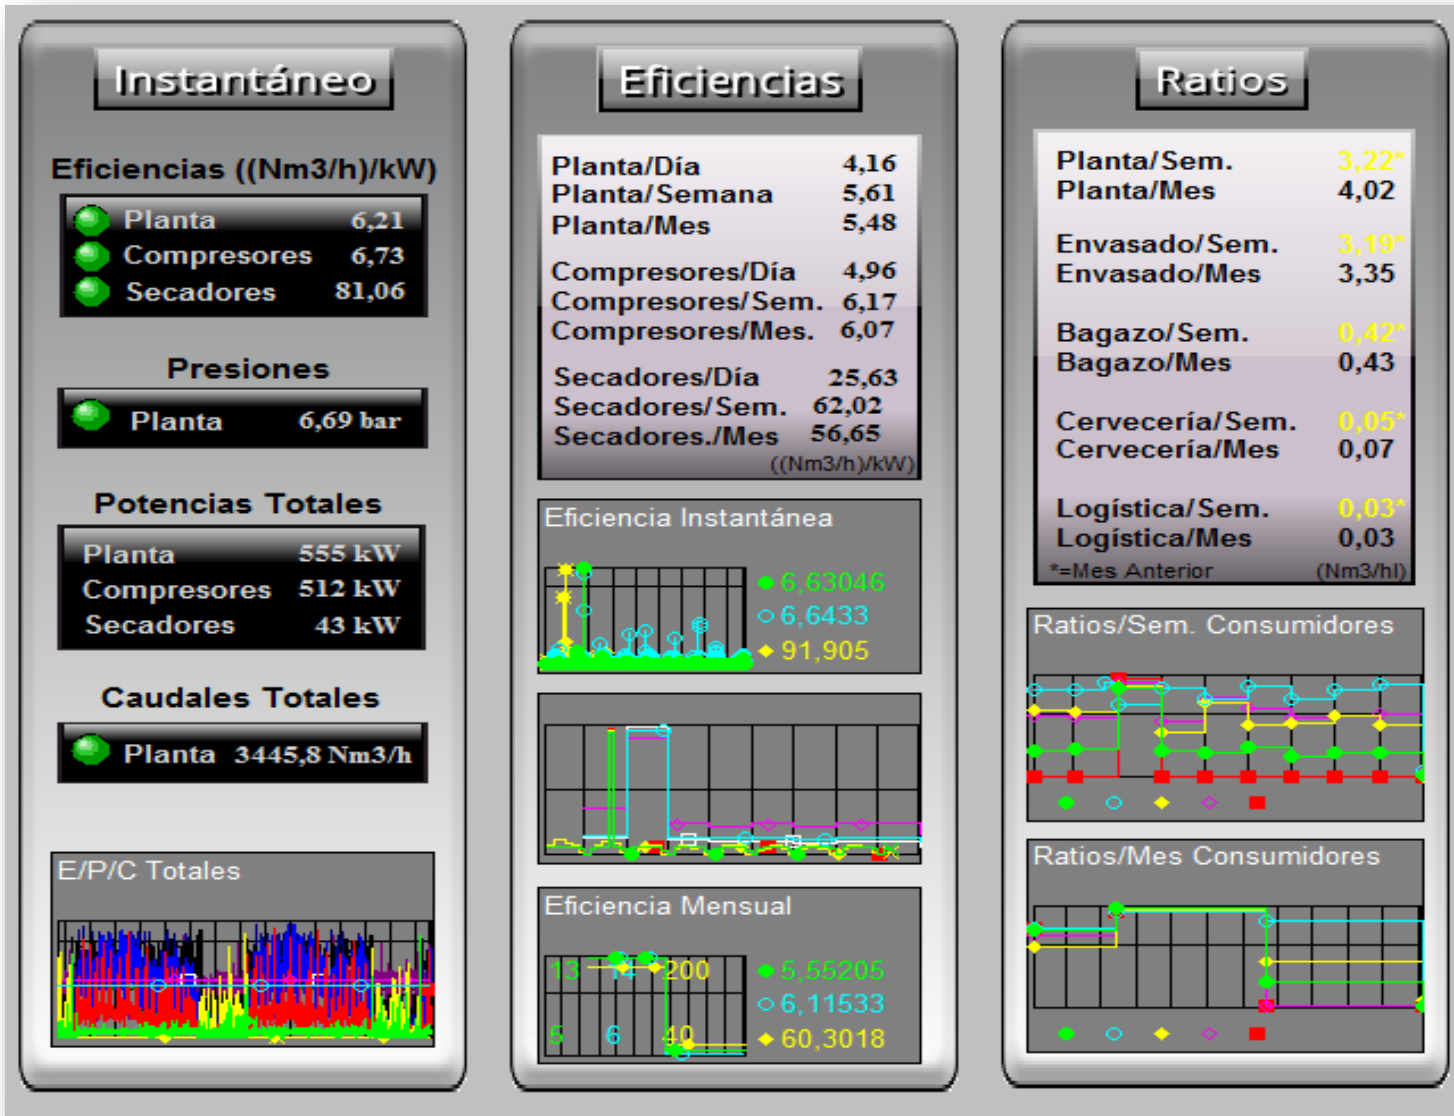 Instantáneo
Eficiencias ((Nm3/h)/kW)
Planta 6,21
Compresores 6,73
Secadores 81,06
Presiones
Planta 6,69 bar
Potencias Totales
Planta 555 kW
Compresores 512 kW
Secadores 43 kW
Caudales Totales
Planta 3445,8 Nm3/h
E/P/C Totales
Eficiencias
Planta/Día 4,16
Planta/Semana 5,61
Planta/Mes 5,48
Compresores/Día 4,96
Compresores/Sem. 6,17
Compresores/Mes. 6,07
Secadores/Día 25,63
Secadores/Sem. 62,02
Secadores./Mes 56,65
((Nm3/h)/kW)
Eficiencia Instantánea
6,63046
6,6433
91,905
Eficiencia Mensual
13 14 200
5,55205
6,11533
5 6 40
60,3018
Ratios
Planta/Sem. 3,22*
Planta/Mes 4,02
Envasado/Sem. 3,19*
Envasado/Mes 3,35
Bagazo/Sem. 0,42*
Bagazo/Mes 0,43
Cervecería/Sem. 0,05*
Cervecería/Mes 0,07
Logística/Sem. 0,03*
Logística/Mes 0,03
*=Mes Anterior (Nm3/hl)
Ratios/Sem. Consumidores
Ratios/Mes Consumidores